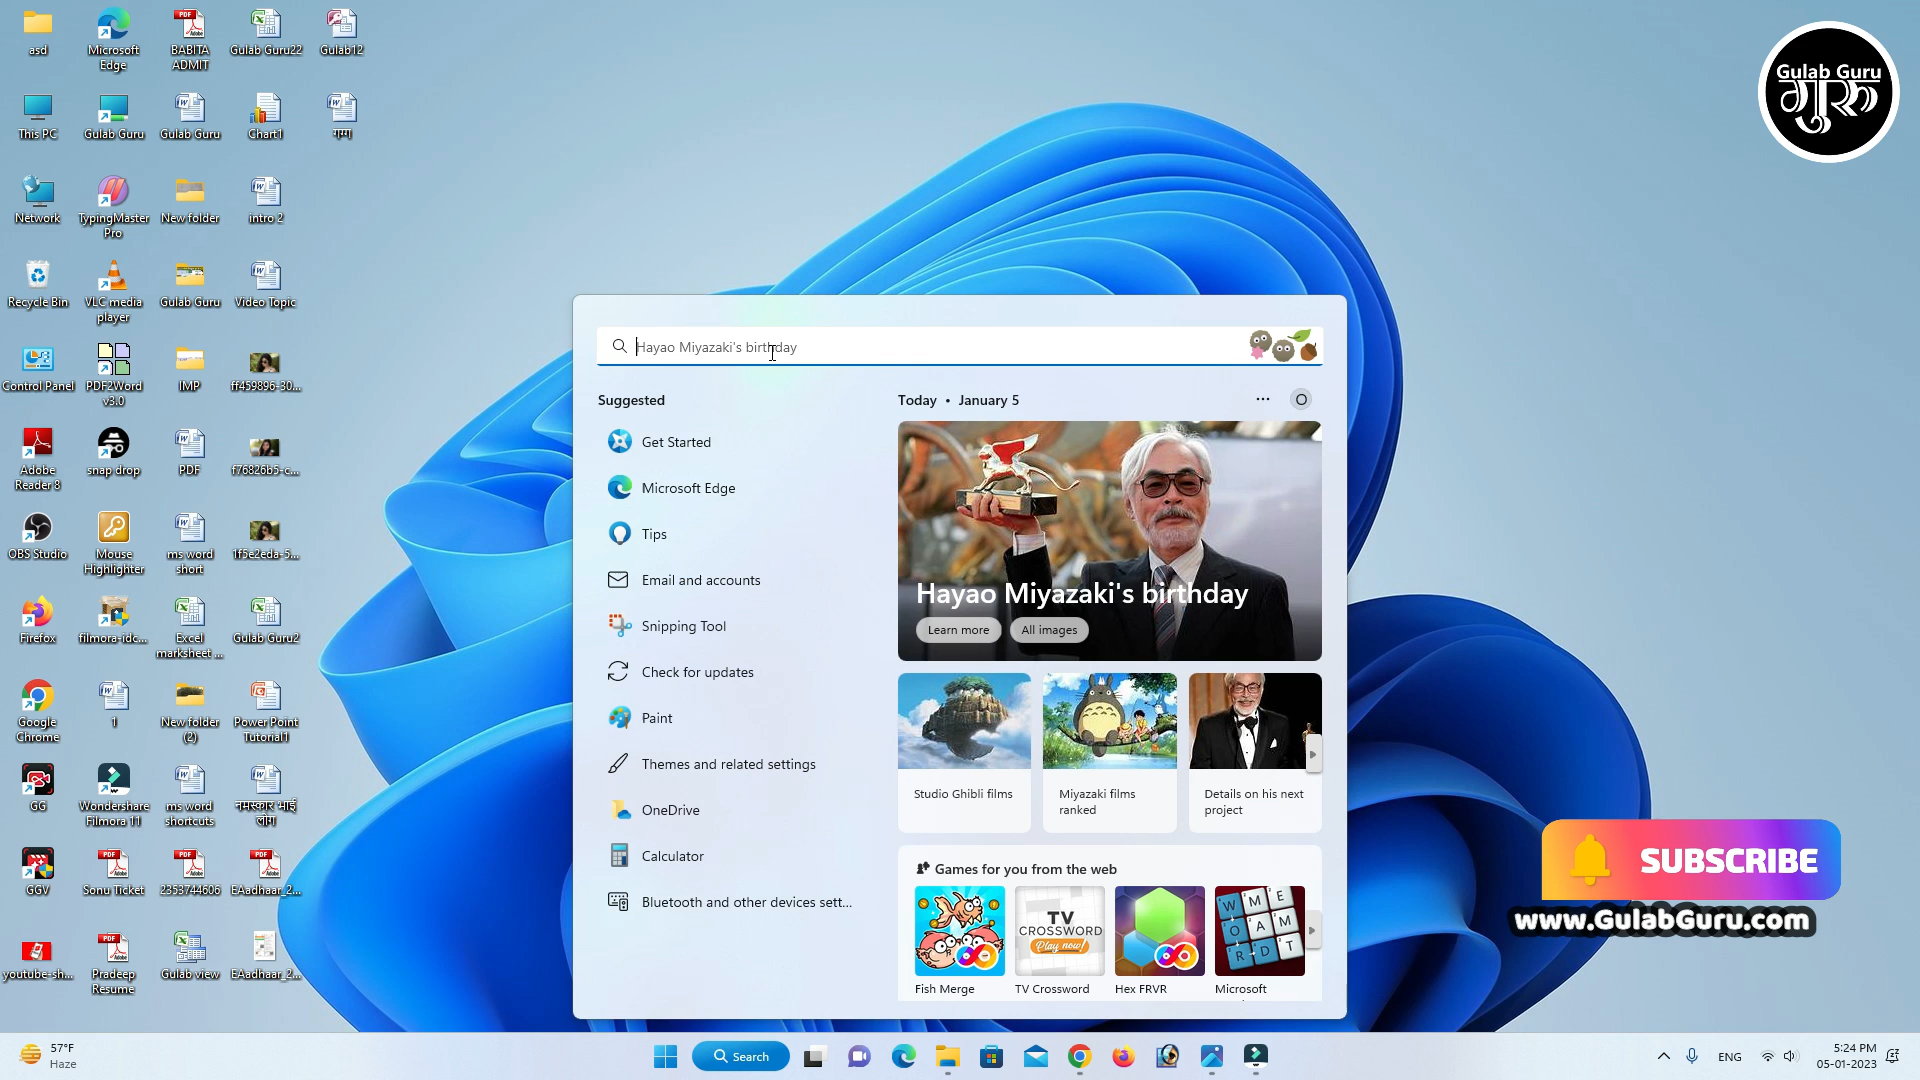 asd
Microsoft
Edge
BABITA
ADMIT
Gulab Guru22
Gulab12
This PC
Gulab Guru
Gulab Guru
Chart1
गग्ग
Network
TypingMaster
Pro
New folder
intro 2
Recycle Bin
VLC media
player
Gulab Guru
Video Topic
Control Panel
PDF2Word
v3.0
IMP
ff459896-30...
Adobe
Reader 8
snap drop
PDF
f76826b5-c...
OBS Studio
Mouse
Highlighter
ms word
short
1f5e2eda-5...
Firefox
filmora-idc...
Excel
marksheet ...
Gulab Guru2
Google
Chrome
1
New folder
(2)
Power Point
Tutorial1
GG
Wondershare
Filmora 11
ms word
shortcuts
नमस्कार भाई
लोग
GGV
Sonu Ticket
2353744606
EAadhaar_2...
youtube-sh...
Pradeep
Resume
Gulab view
EAadhaar_2...
Gulab Guru
गुरु
Hayao Miyazaki's birthday
Suggested
Get Started
Microsoft Edge
Tips
Email and accounts
Snipping Tool
Check for updates
Paint
Themes and related settings
OneDrive
Calculator
Bluetooth and other devices sett...
Today • January 5
O
Hayao Miyazaki's birthday
Learn more
All images
Studio Ghibli films
Miyazaki films
ranked
Details on his next
project
Games for you from the web
TV
CROSSWORD
Play now!
W M E
O A M
R D T
Fish Merge
TV Crossword
Hex FRVR
Microsoft
SUBSCRIBE
www.GulabGuru.com
57°F
Haze
Search
ENG
5:24 PM
05-01-2023